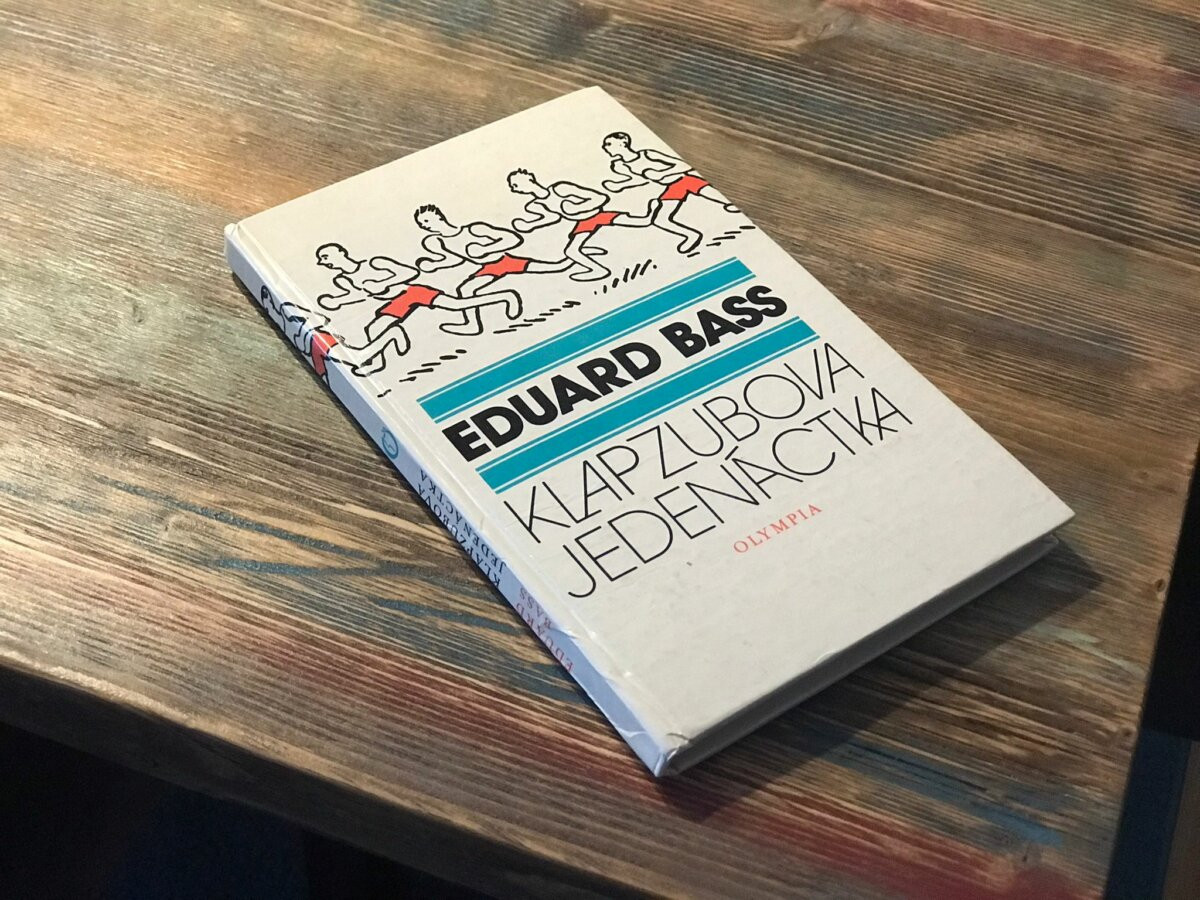 EDUARD BASS
KLAPZUBOVA
JEDENÁCTKA
OLYMPIA
EDUARD
BASS
KLAPZUBOVA
JEDENÁCTKA